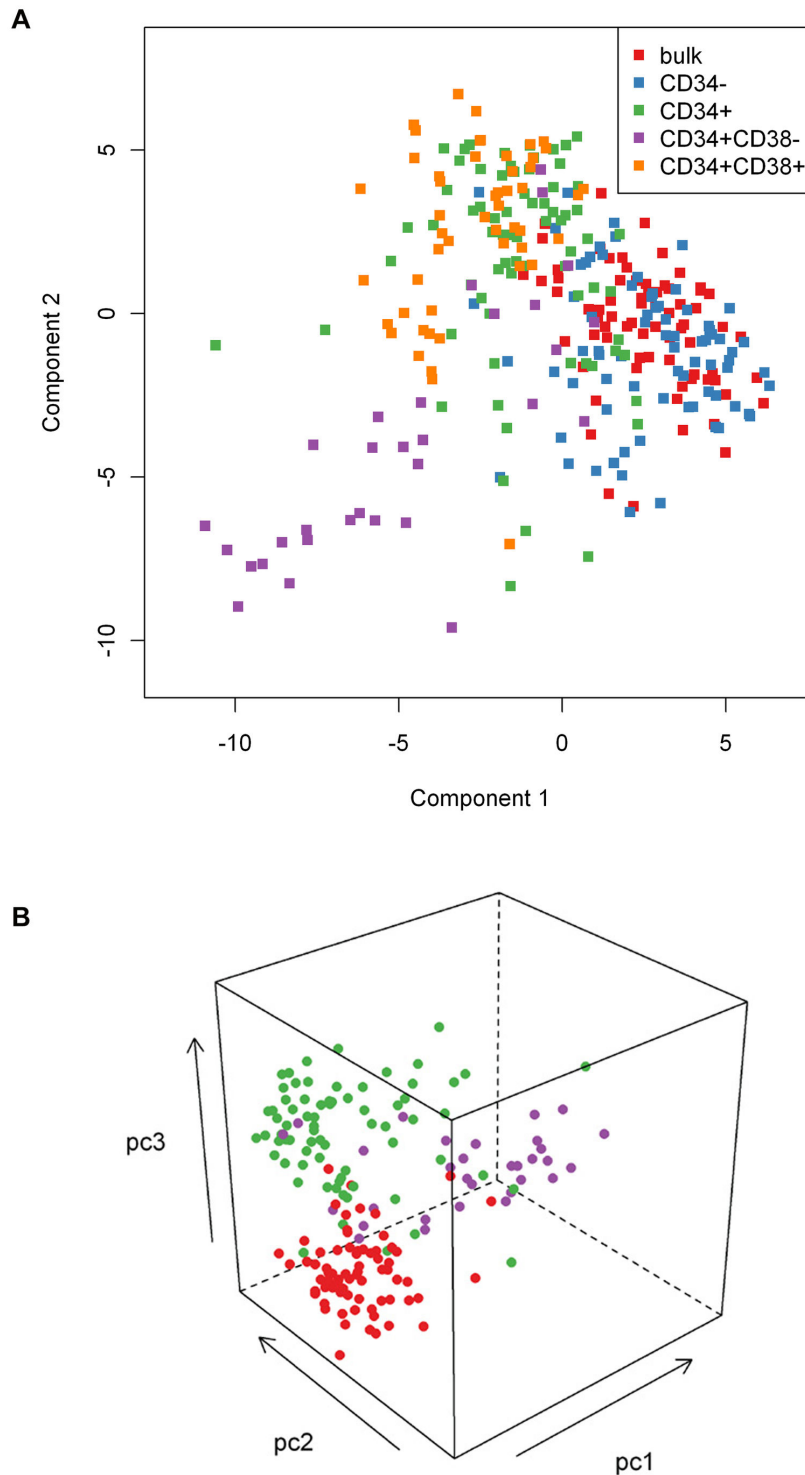 A
bulk
CD34-
CD34+
CD34+CD38-
CD34+CD38+
5
0
-5
-10
Component 2
-10 -5 0 5
Component 1
B
pc3
pc2
pc1